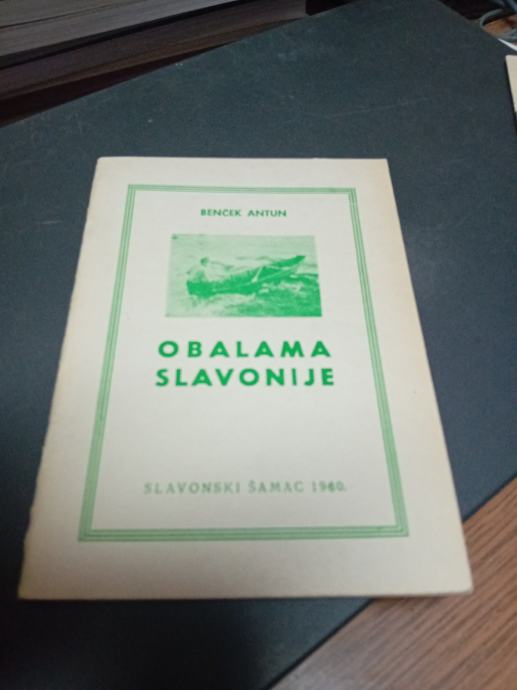 BENČEK ANTUN
OBALAMA
SLAVONIJE
SLAVONSKI ŠAMAC 1960.